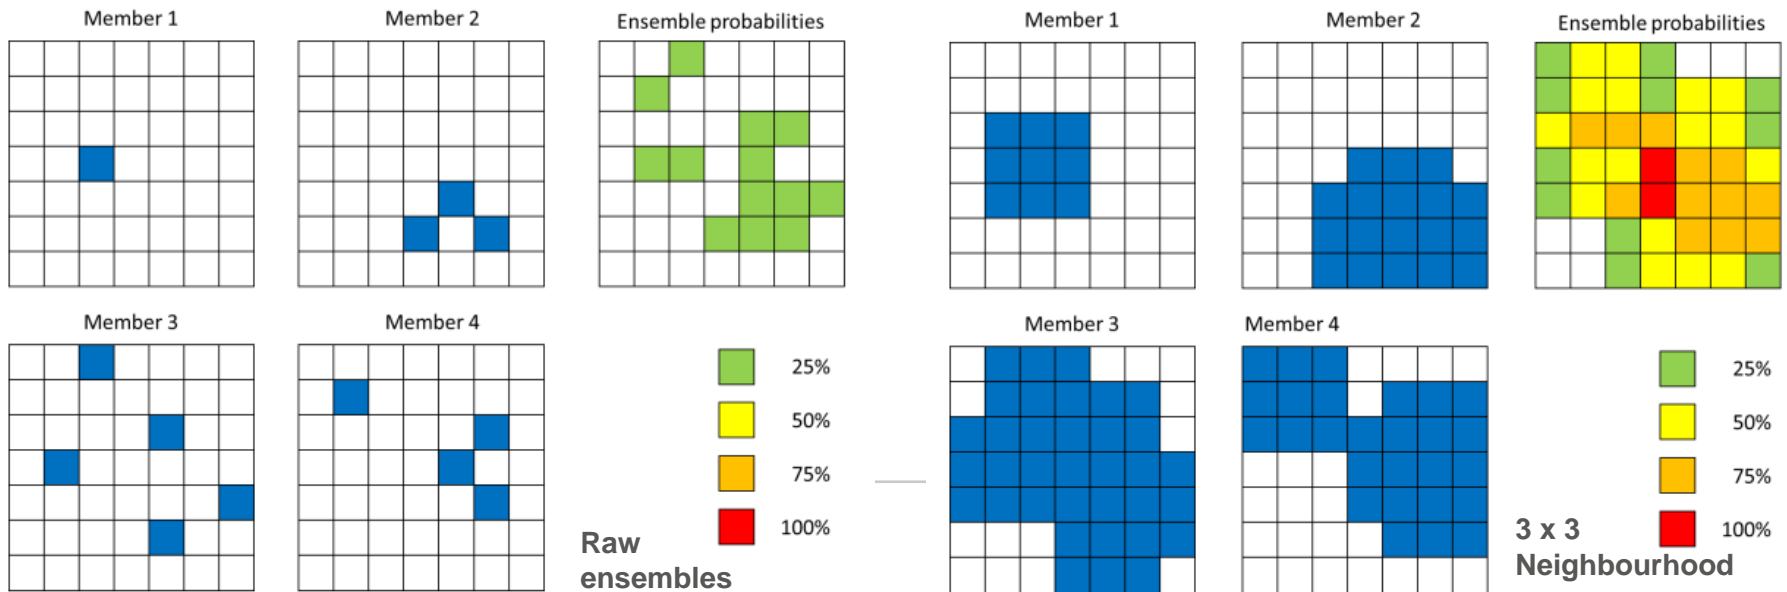 Member 1
Member 2
Ensemble probabilities
Member 3
Member 4
25%
50%
75%
100%
Raw
ensembles
Member 1
Member 2
Ensemble probabilities
Member 3
Member 4
25%
50%
75%
100%
3 x 3
Neighbourhood